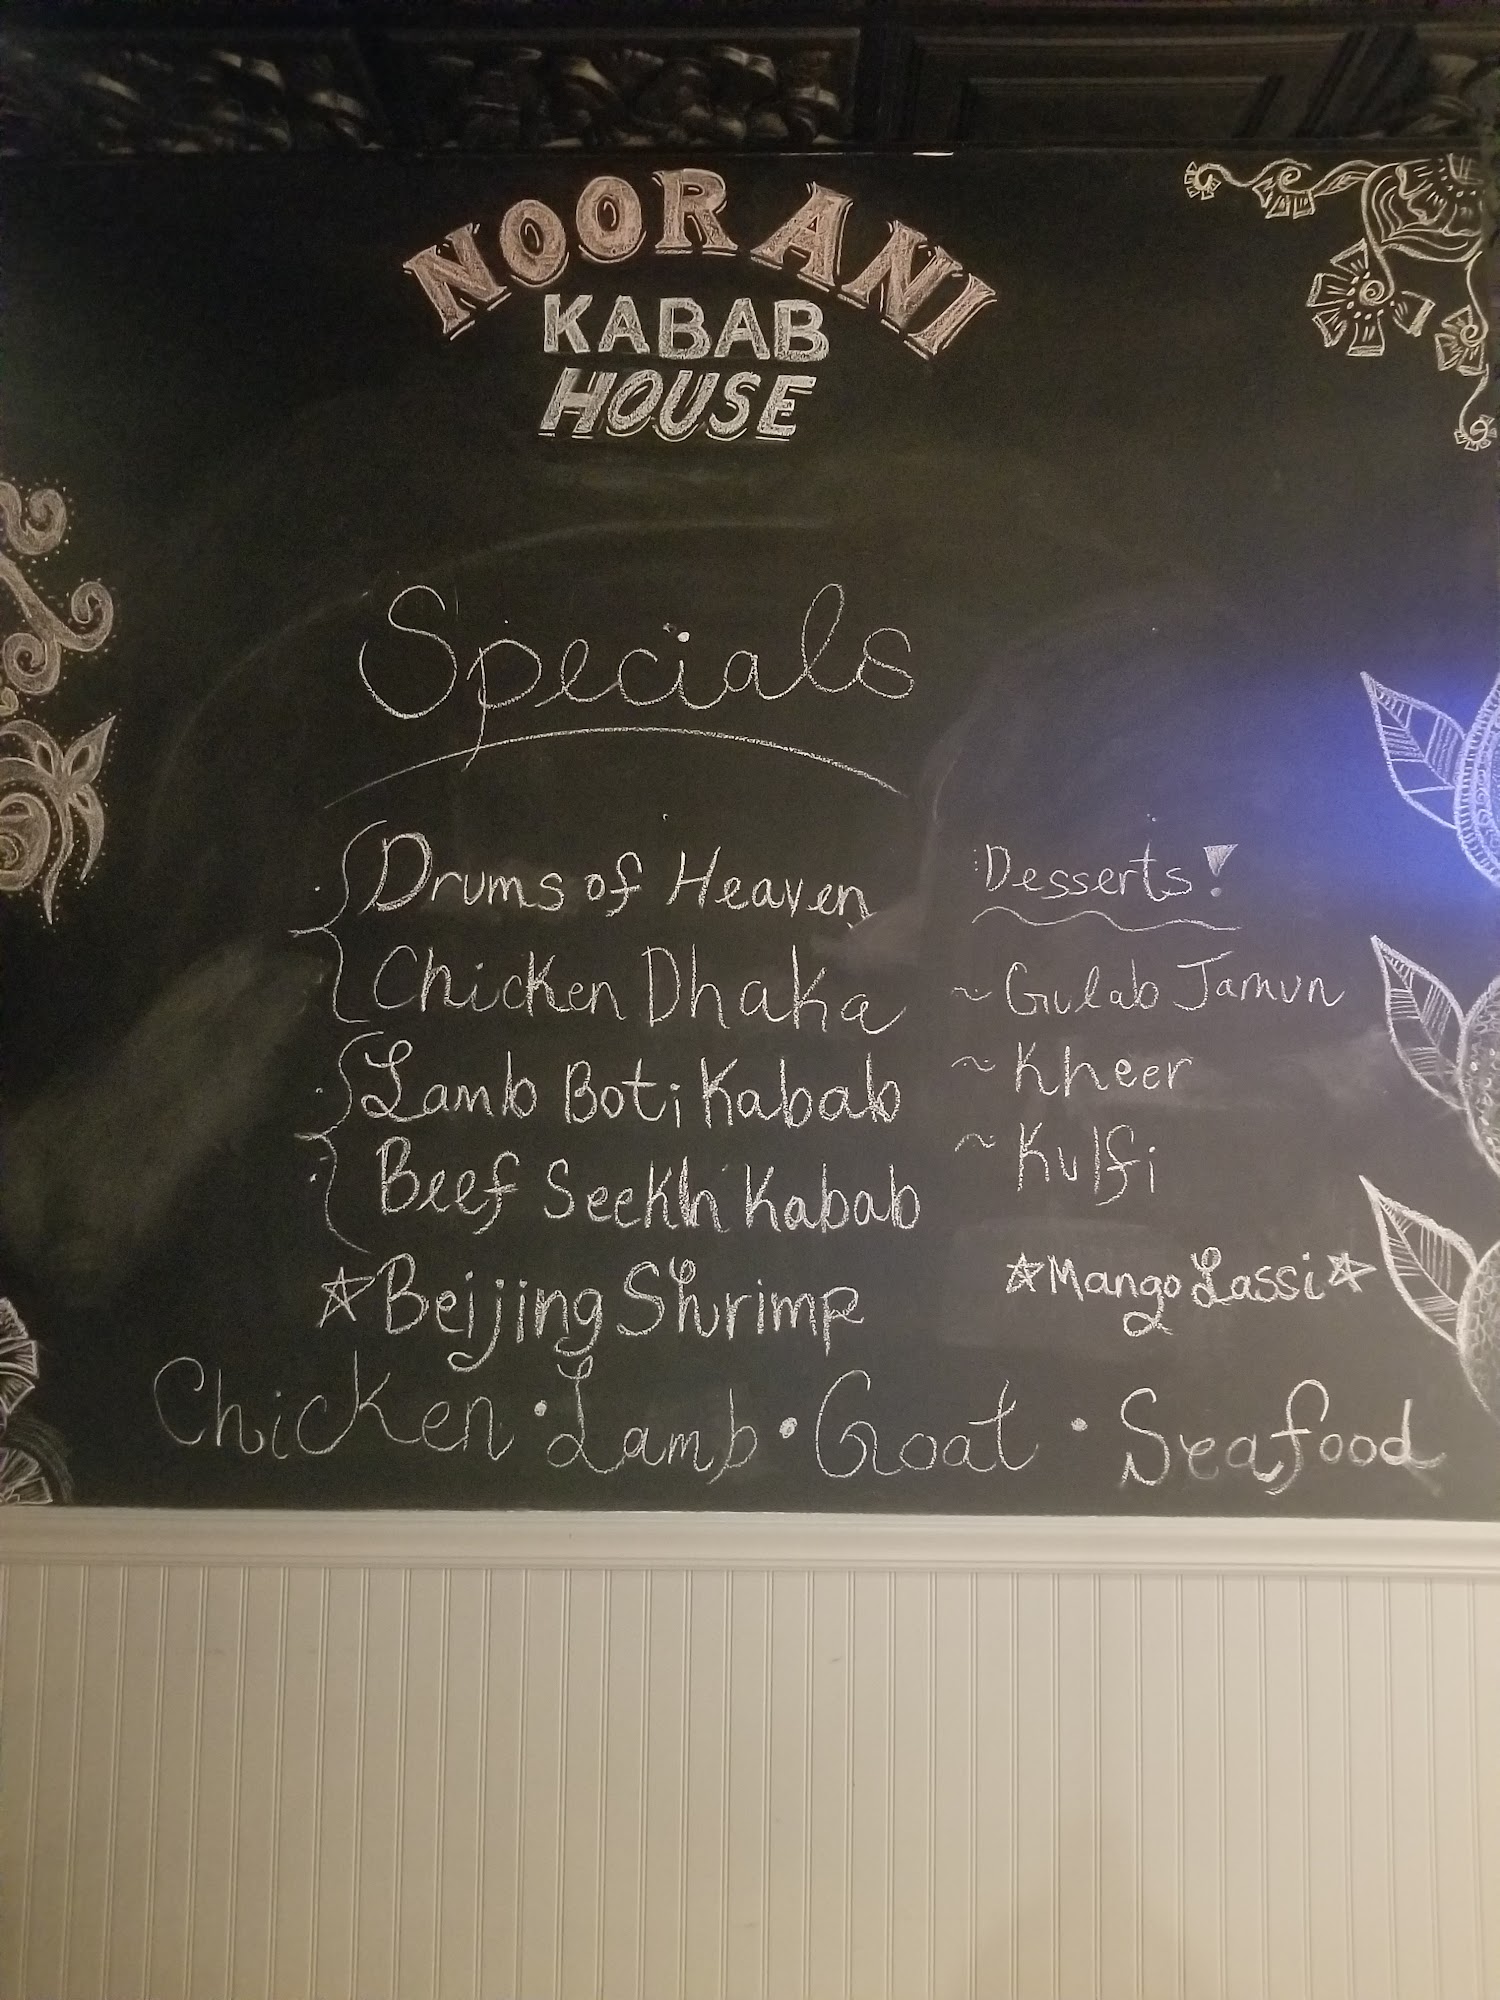 NOORANI
KABAB
HOUSE
Specials
Drums of Heaven
Chicken Dhaka
Lamb Boti Kabab
Beef Seekh Kabab
☆Beijing Shrimp
Desserts!
~ Gulab Jamun
~ Kheer
~ Kulfi
☆Mango Lassi☆
Chicken • Lamb • Goat • Seafood